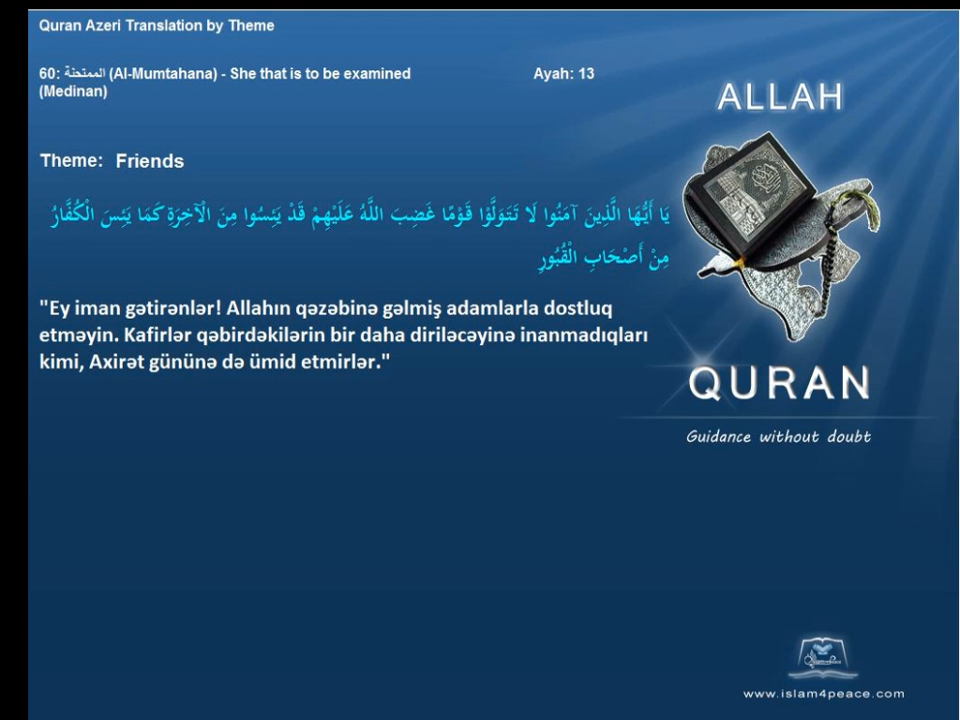 Quran Azeri Translation by Theme
60: الممتحنة (Al-Mumtahana) - She that is to be examined
(Medinan)
Ayah: 13
ALLAH
Theme: Friends
يَا أَيُّهَا الَّذِينَ آمَنُوا لَا تَتَوَلَّوْا قَوْمًا غَضِبَ اللَّهُ عَلَيْهِمْ قَدْ يَئِسُوا مِنَ الْآخِرَةِ كَمَا يَئِسَ الْكُفَّارُ
مِنْ أَصْحَابِ الْقُبُورِ
"Ey iman gətirənlər! Allahın qəzəbinə gəlmiş adamlarla dostluq
etməyin. Kafirlər qəbirdəkilərin bir daha diriləcəyinə inanmadıqları
kimi, Axirət gününə də ümid etmirlər."
QURAN
Guidance without doubt
www.islam4peace.com